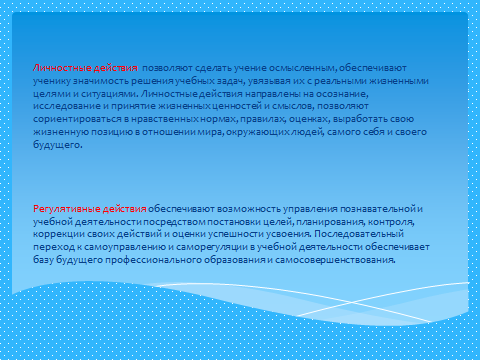 Личностные действия позволяют сделать учение осмысленным, обеспечивают
ученику значимость решения учебных задач, увязывая их с реальными жизненными
целями и ситуациями. Личностные действия направлены на осознание,
исследование и принятие жизненных ценностей и смыслов, позволяют
сориентироваться в нравственных нормах, правилах, оценках, выработать свою
жизненную позицию в отношении мира, окружающих людей, самого себя и своего
будущего.
Регулятивные действия обеспечивают возможность управления познавательной и
учебной деятельности посредством постановки целей, планирования, контроля,
коррекции своих действий и оценки успешности усвоения. Последовательный
переход к самоуправлению и саморегуляции в учебной деятельности обеспечивает
базу будущего профессионального образования и самосовершенствования.